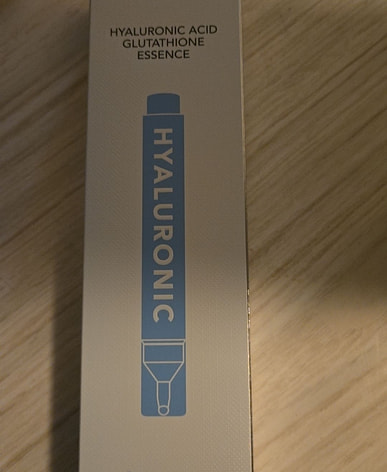 HYALURONIC ACID
GLUTATHIONE
ESSENCE
HYALURONIC